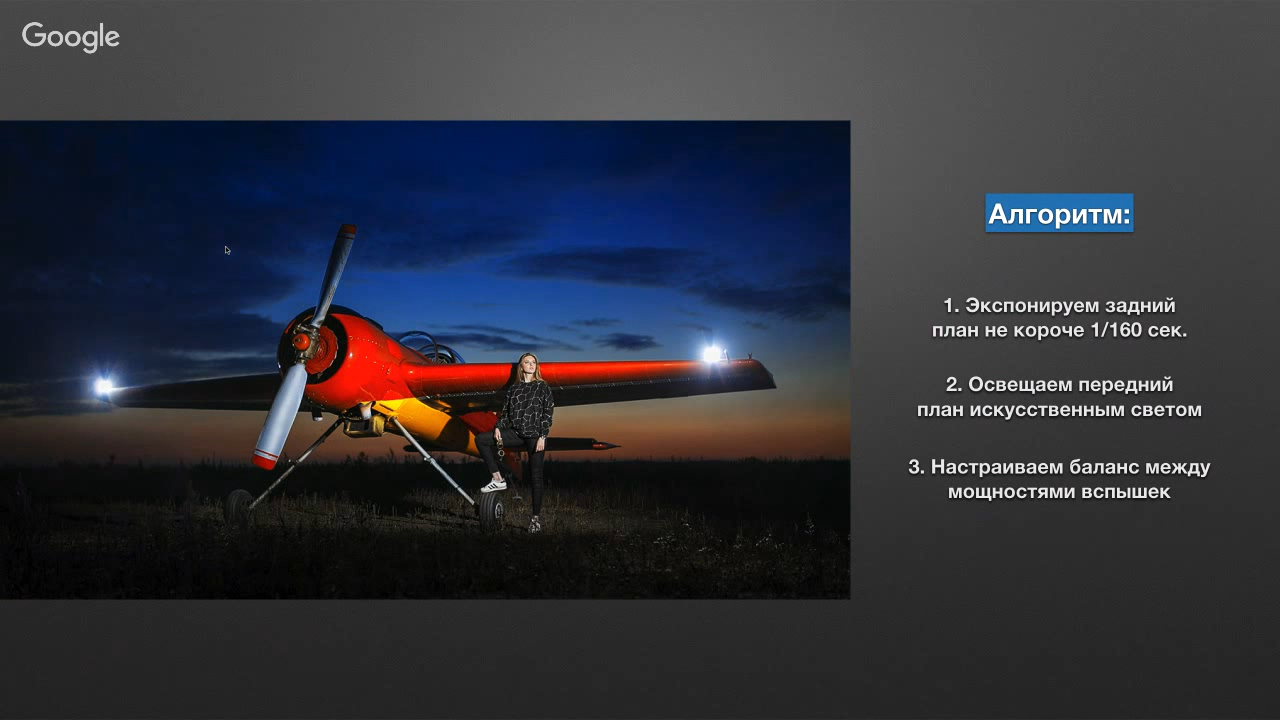 Google
Алгоритм:
1. Экспонируем задний
план не короче 1/160 сек.
2. Освещаем передний
план искусственным светом
3. Настраиваем баланс между
мощностями вспышек